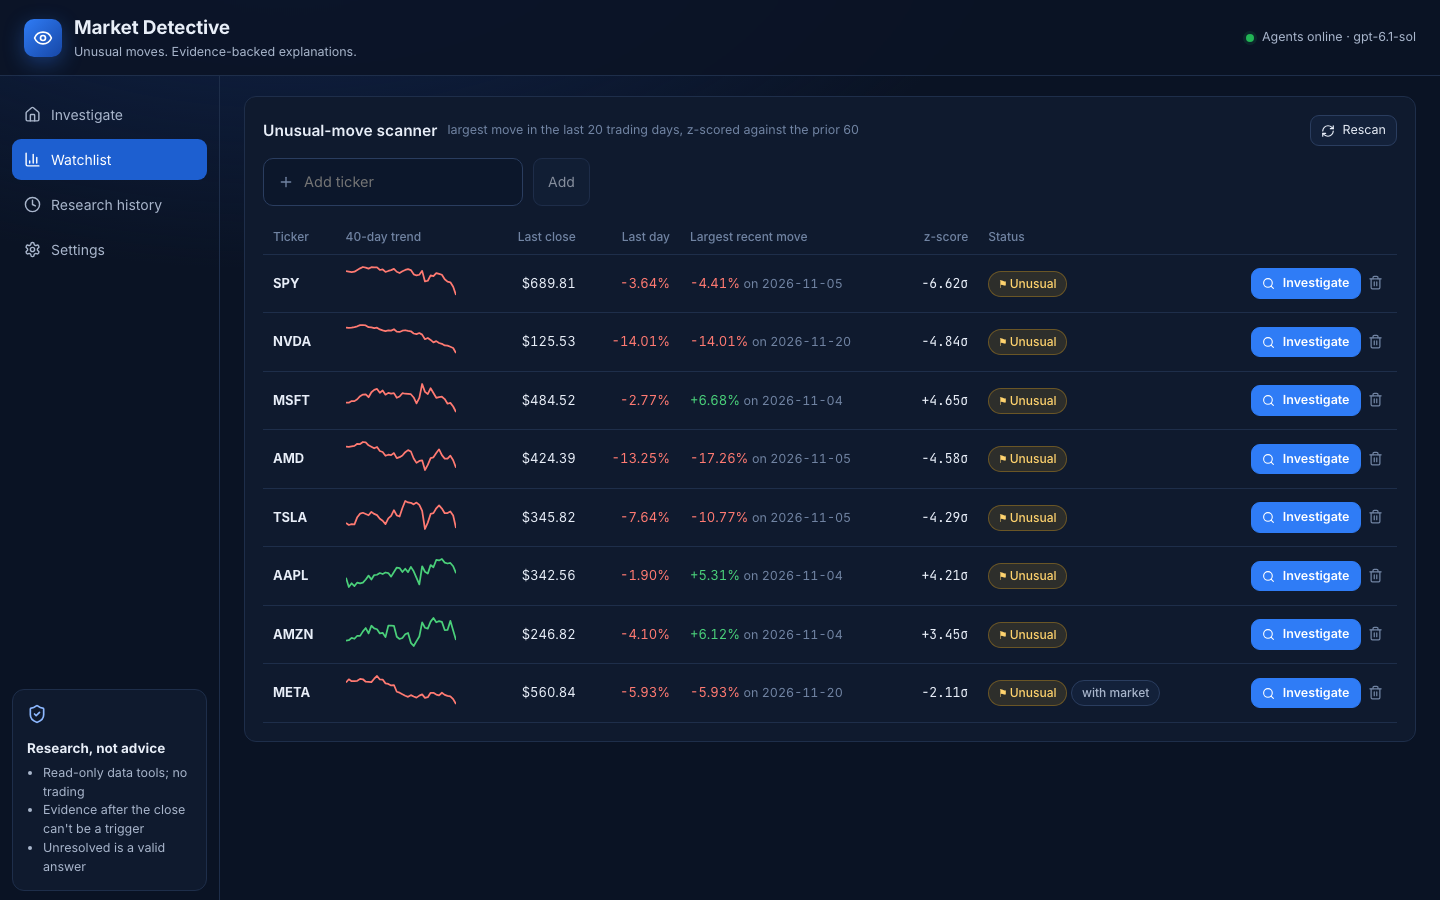 Market Detective
Unusual moves. Evidence-backed explanations.
Agents online · gpt-6.1-sol
Investigate
Watchlist
Research history
Settings
Research, not advice
• Read-only data tools; no
trading
• Evidence after the close
can't be a trigger
• Unresolved is a valid
answer
Unusual-move scanner largest move in the last 20 trading days, z-scored against the prior 60
Rescan
Add ticker
Add
Ticker 40-day trend Last close Last day Largest recent move z-score Status
SPY $689.81 -3.64% -4.41% on 2026-11-05 -6.62σ ⚑ Unusual Investigate
NVDA $125.53 -14.01% -14.01% on 2026-11-20 -4.84σ ⚑ Unusual Investigate
MSFT $484.52 -2.77% +6.68% on 2026-11-04 +4.65σ ⚑ Unusual Investigate
AMD $424.39 -13.25% -17.26% on 2026-11-05 -4.58σ ⚑ Unusual Investigate
TSLA $345.82 -7.64% -10.77% on 2026-11-05 -4.29σ ⚑ Unusual Investigate
AAPL $342.56 -1.90% +5.31% on 2026-11-04 +4.21σ ⚑ Unusual Investigate
AMZN $246.82 -4.10% +6.12% on 2026-11-04 +3.45σ ⚑ Unusual Investigate
META $560.84 -5.93% -5.93% on 2026-11-20 -2.11σ ⚑ Unusual with market Investigate